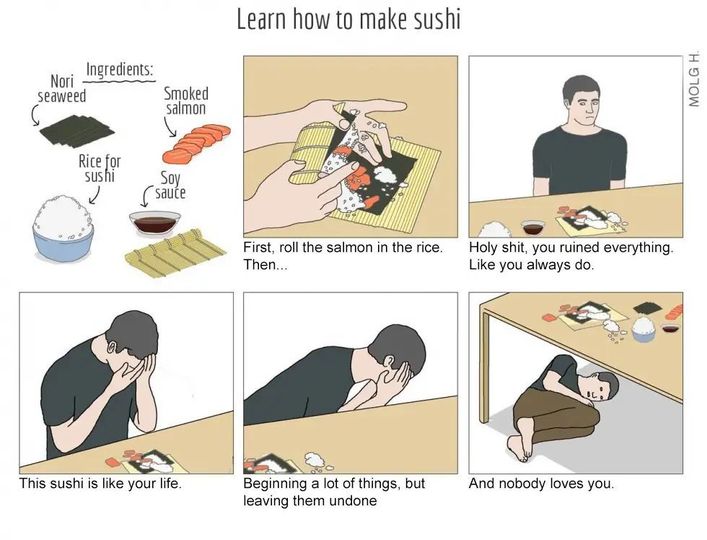 Learn how to make sushi
MOLG H.
Ingredients:
Nori
seaweed
Smoked
salmon
Rice for
sushi
Soy
sauce
First, roll the salmon in the rice.
Then...
Holy shit, you ruined everything.
Like you always do.
This sushi is like your life.
Beginning a lot of things, but
leaving them undone
And nobody loves you.